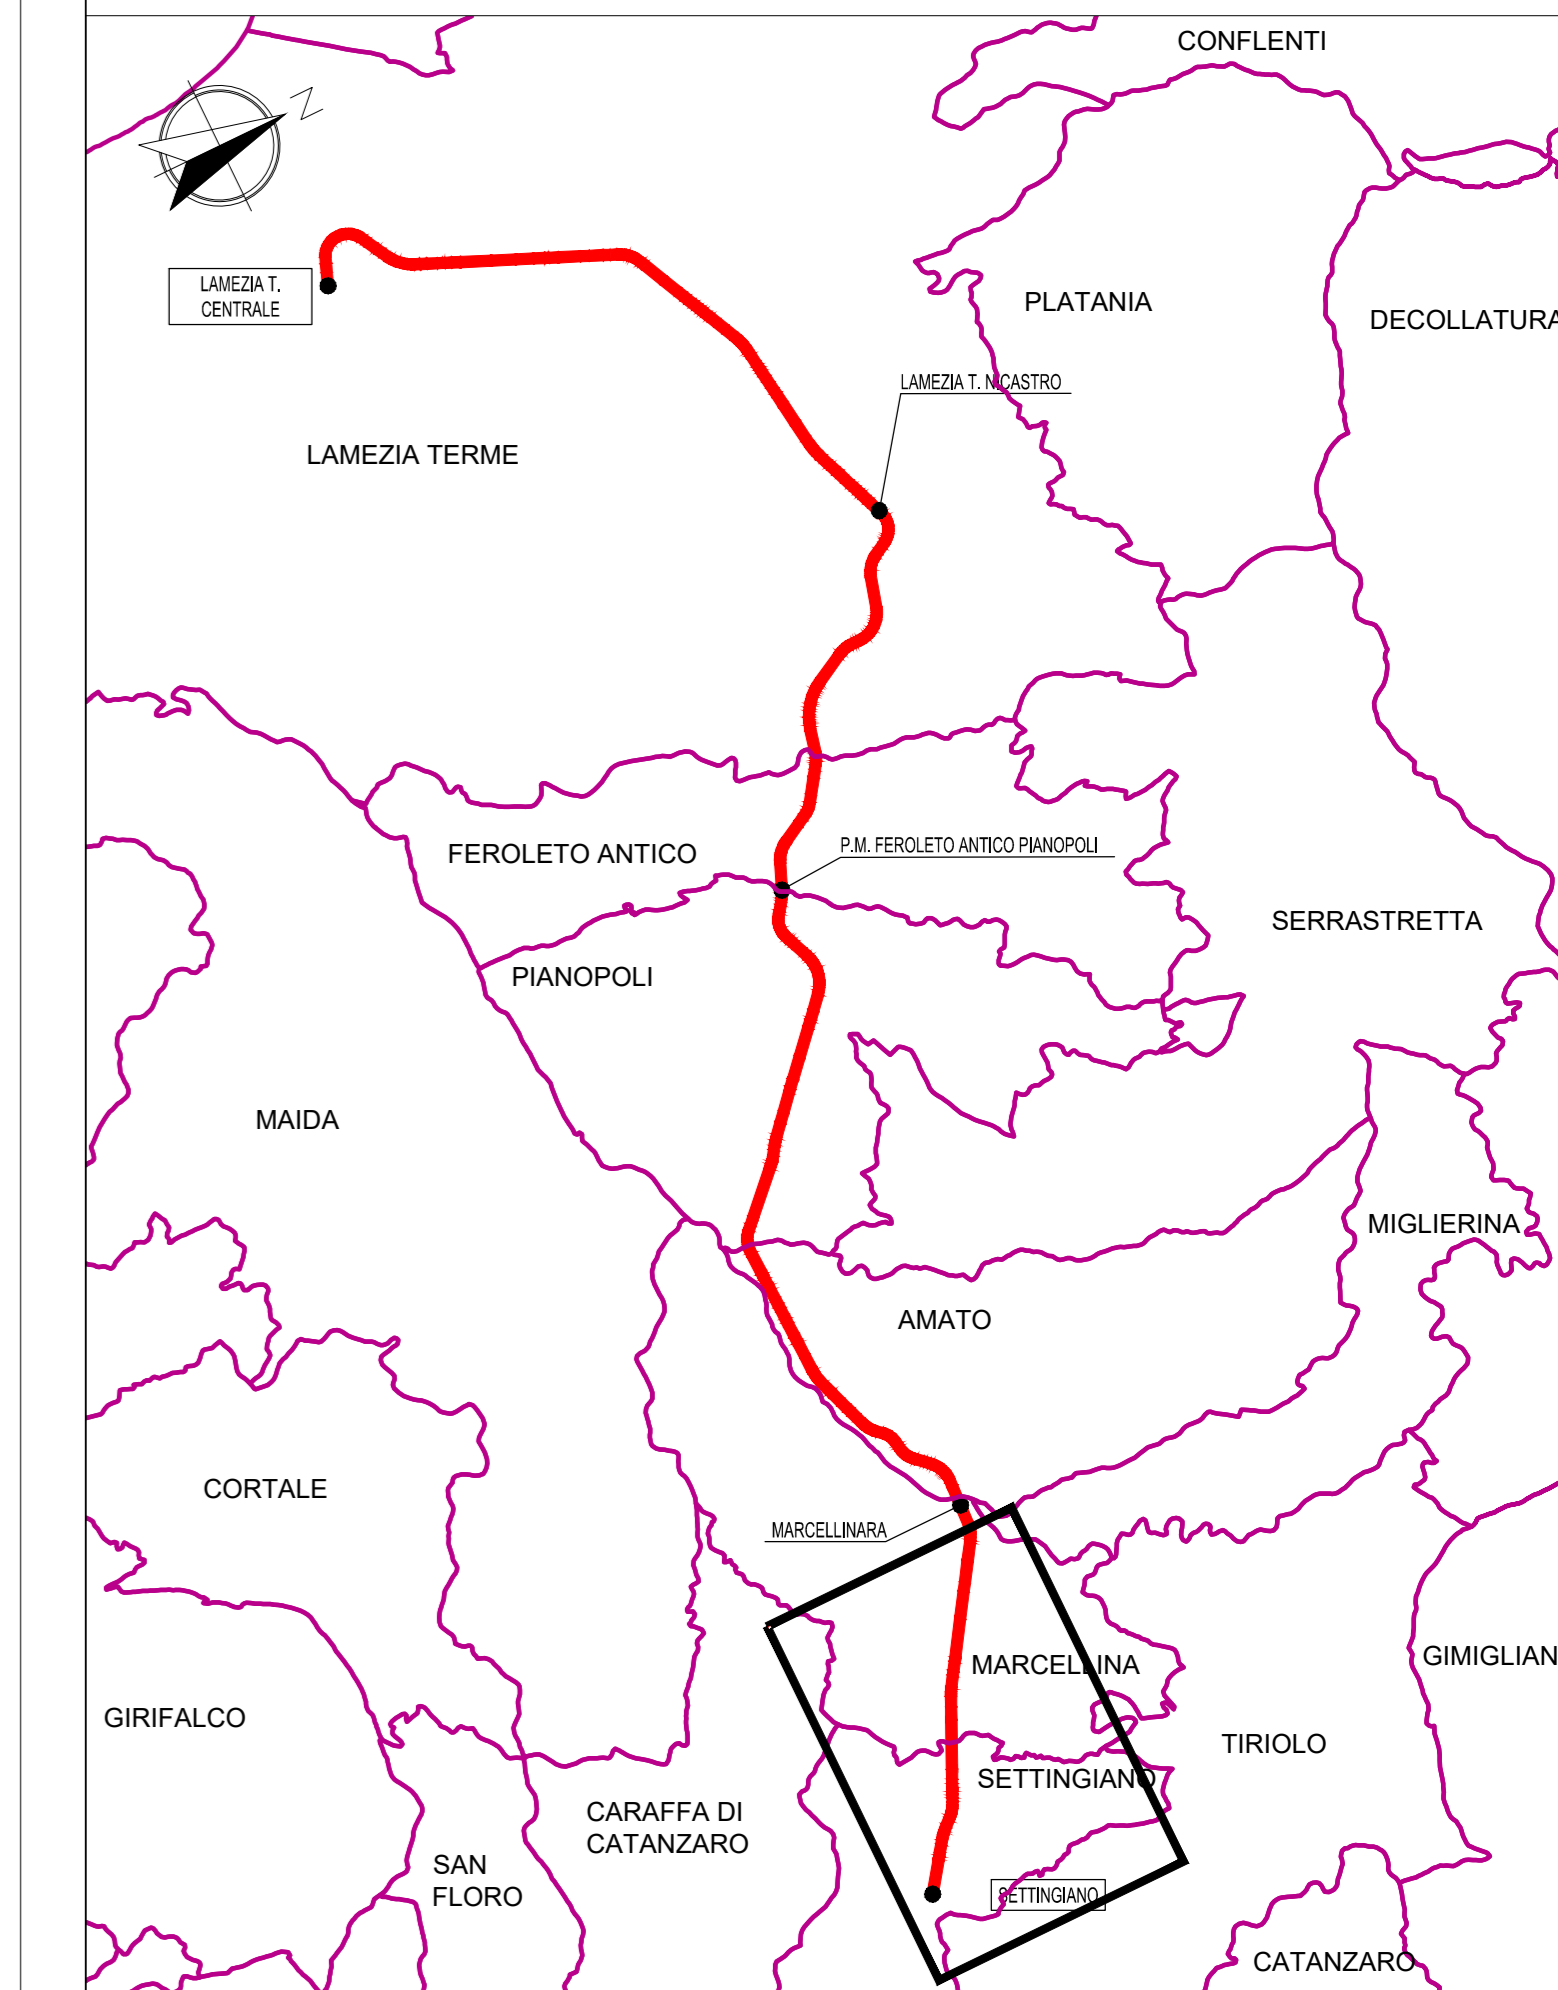 CONFLENTI
N
LAMEZIA T.
CENTRALE
PLATANIA
DECOLLATURA
LAMEZIA T. NICASTRO
LAMEZIA TERME
P.M. FEROLETO ANTICO PIANOPOLI
FEROLETO ANTICO
SERRASTRETTA
PIANOPOLI
MAIDA
MIGLIERINA
AMATO
CORTALE
MARCELLINARA
MARCELLINA
GIMIGLIAN
GIRIFALCO
TIRIOLO
SETTINGIANO
CARAFFA DI
CATANZARO
SAN
FLORO
SETTINGIANO
CATANZARO